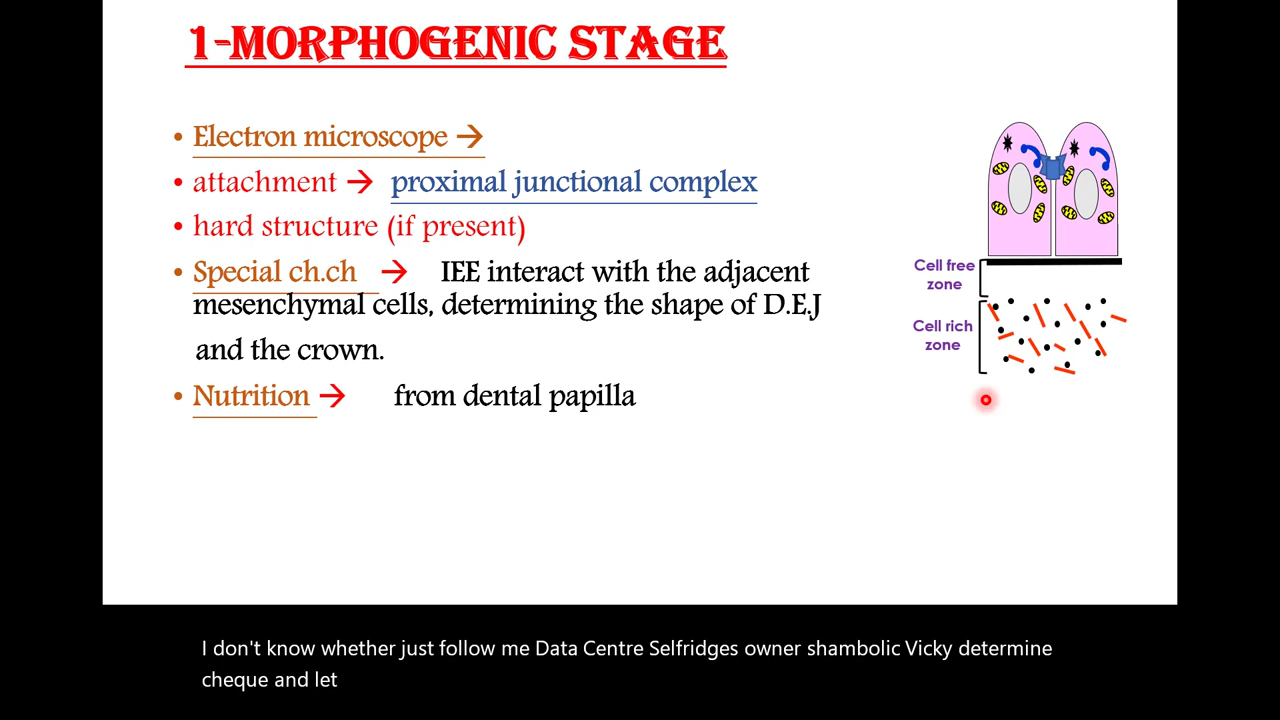 1-MORPHOGENIC STAGE
• Electron microscope →
• attachment → proximal junctional complex
• hard structure (if present)
• Special ch.ch → IEE interact with the adjacent
mesenchymal cells, determining the shape of D.E.J
and the crown.
• Nutrition → from dental papilla
Cell free
zone
Cell rich
zone
I don't know whether just follow me Data Centre Selfridges owner shambolic Vicky determine
cheque and let